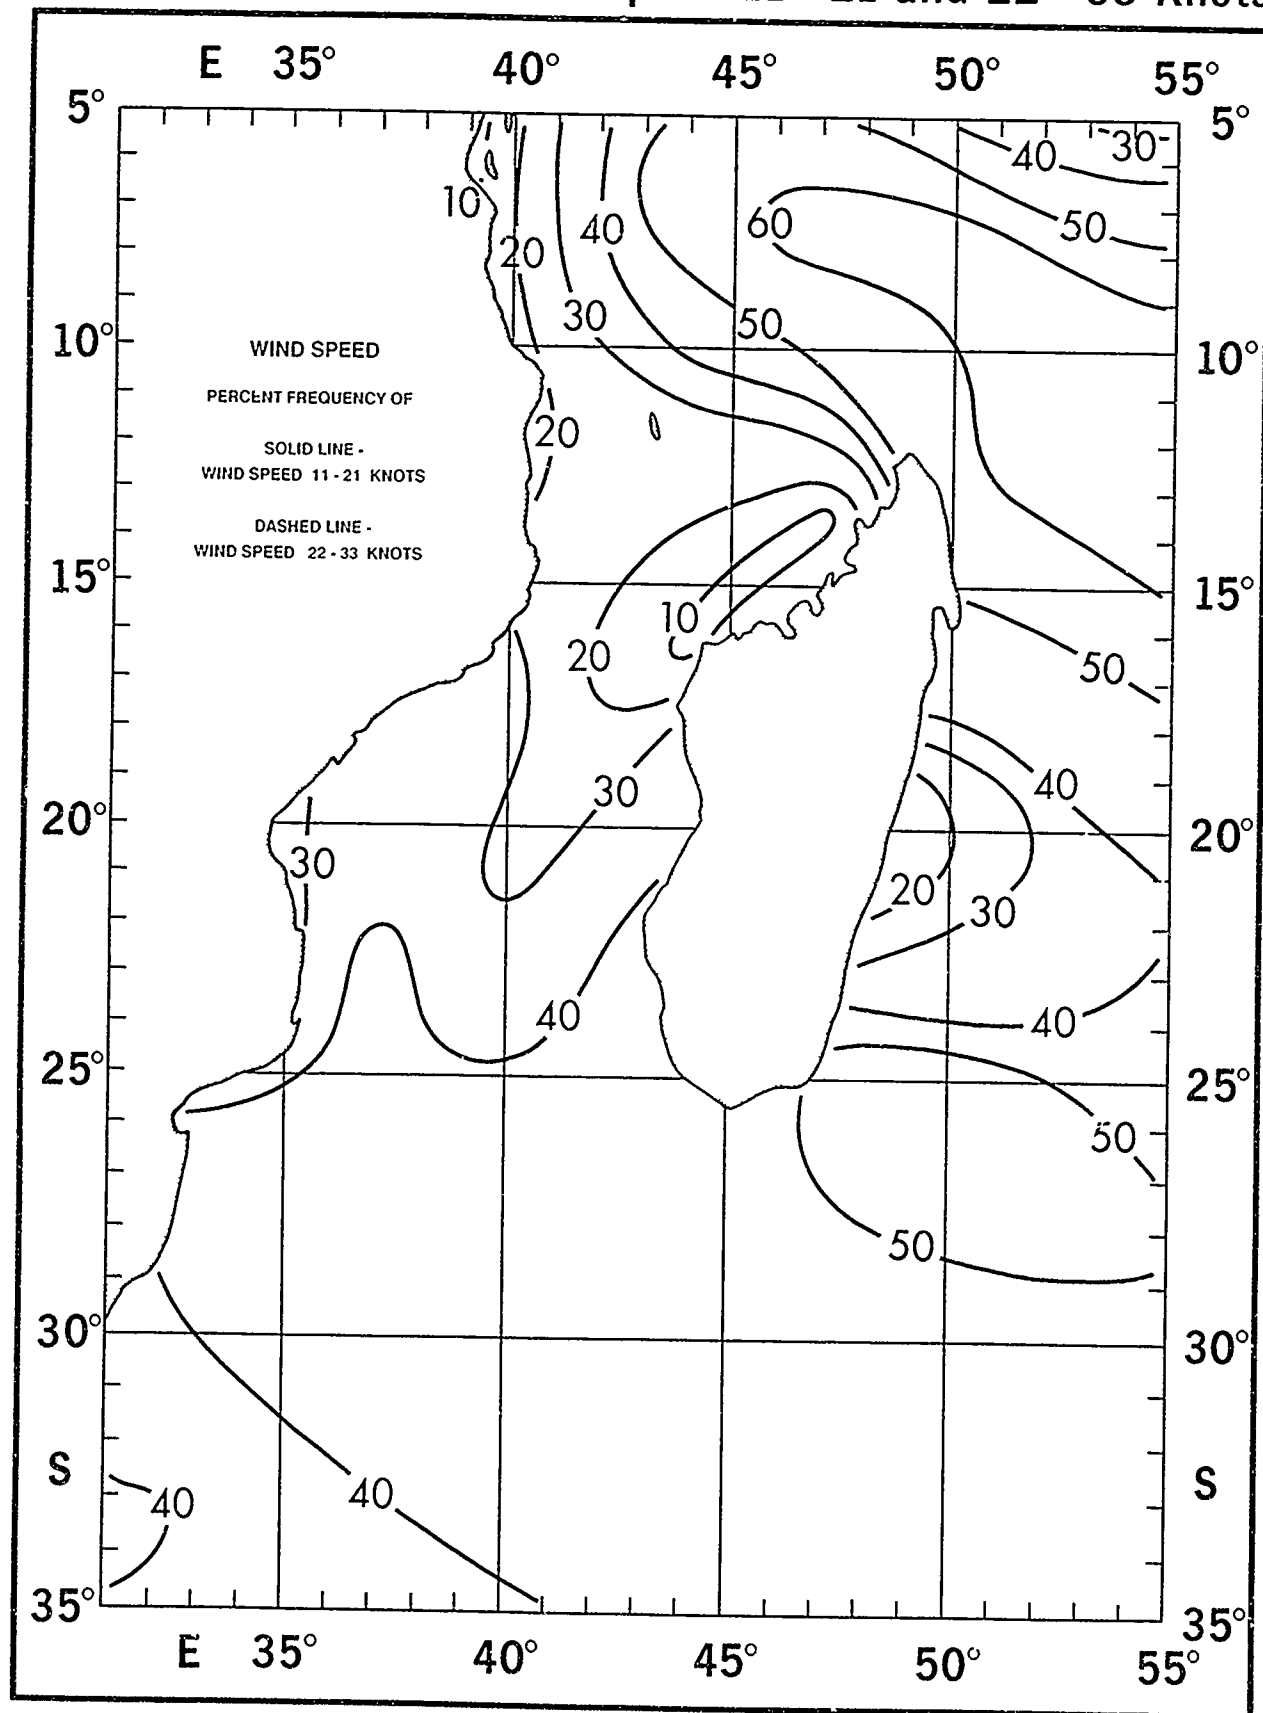 E 35° 40° 45° 50° 55°
5° 5°
40 -30-
10 60 50
20 40
30 50
10° 10°
WIND SPEED
PERCENT FREQUENCY OF
20
SOLID LINE -
WIND SPEED 11 - 21 KNOTS
DASHED LINE -
WIND SPEED 22 - 33 KNOTS
15° 15°
10
20 50
30 40
20° 20°
30 20 30
40 40
25° 25°
50
50
30° 30°
S S
40 40
35° 35°
E 35° 40° 45° 50° 55°